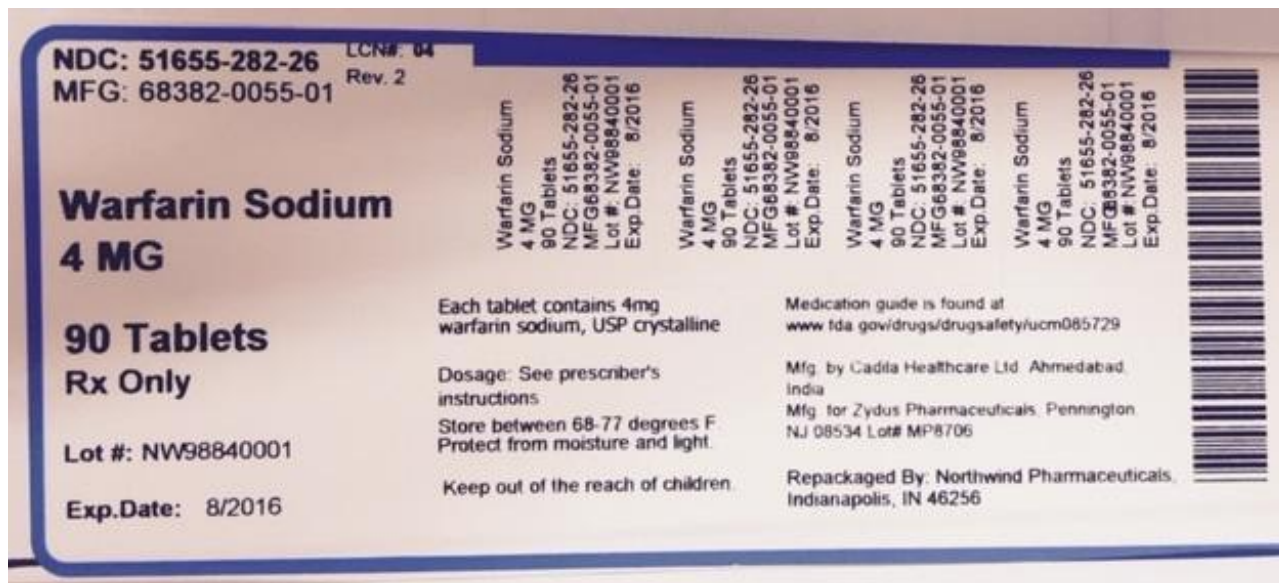 NDC: 51655-282-26
MFG: 68382-0055-01
LCN#: 04
Rev. 2
Warfarin Sodium
4 MG
90 Tablets
Rx Only
Lot #: NW98840001
Exp.Date: 8/2016
Warfarin Sodium
4 MG
90 Tablets
NDC: 51655-282-26
MFG68382-0055-01
Lot #: NW98840001
Exp.Date: 8/2016
Warfarin Sodium
4 MG
90 Tablets
NDC: 51655-282-26
MFG68382-0055-01
Lot #: NW98840001
Exp.Date: 8/2016
Warfarin Sodium
4 MG
90 Tablets
NDC: 51655-282-26
MFG68382-0055-01
Lot #: NW98840001
Exp.Date: 8/2016
Warfarin Sodium
4 MG
90 Tablets
NDC: 51655-282-26
MFG68382-0055-01
Lot #: NW98840001
Exp.Date: 8/2016
Each tablet contains 4mg
warfarin sodium, USP crystalline
Dosage: See prescriber's
instructions
Store between 68-77 degrees F.
Protect from moisture and light.
Keep out of the reach of children.
Medication guide is found at
www.fda.gov/drugs/drugsafety/ucm085729
Mfg. by Cadila Healthcare Ltd. Ahmedabad,
India
Mfg. for Zydus Pharmaceuticals, Pennington,
NJ 08534 Lot# MP8706
Repackaged By: Northwind Pharmaceuticals,
Indianapolis, IN 46256